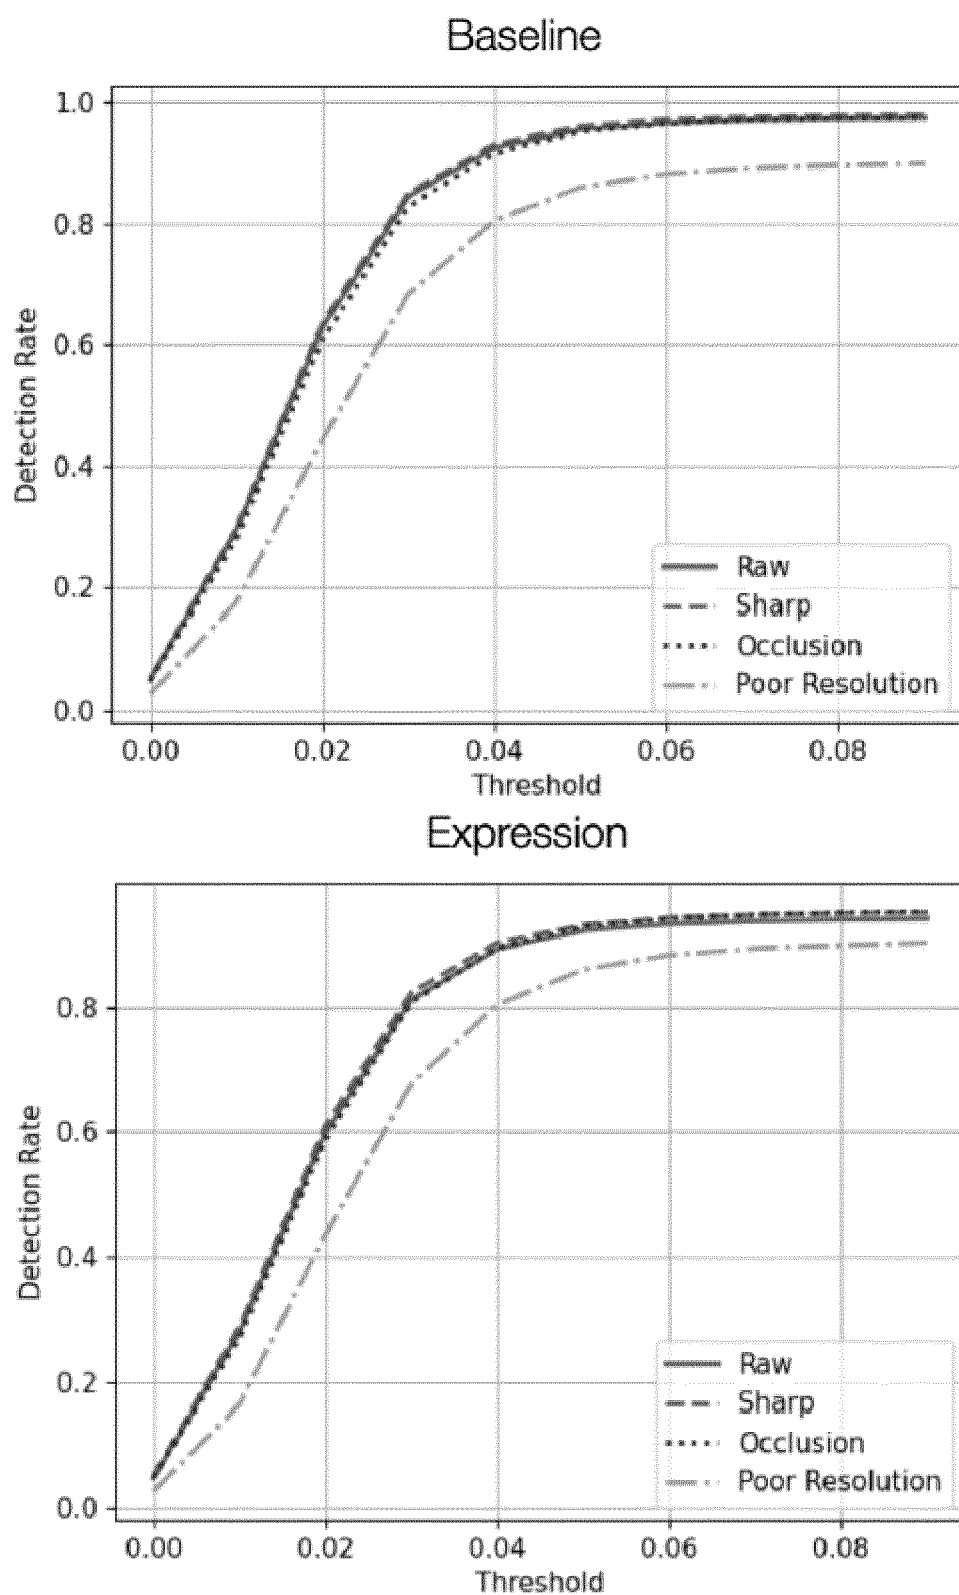 Baseline
1.0
0.8
0.6
0.4
0.2
0.0
Detection Rate
Raw
Sharp
Occlusion
Poor Resolution
0.00 0.02 0.04 0.06 0.08
Threshold
Expression
0.8
0.6
0.4
0.2
0.0
Detection Rate
Raw
Sharp
Occlusion
Poor Resolution
0.00 0.02 0.04 0.06 0.08
Threshold